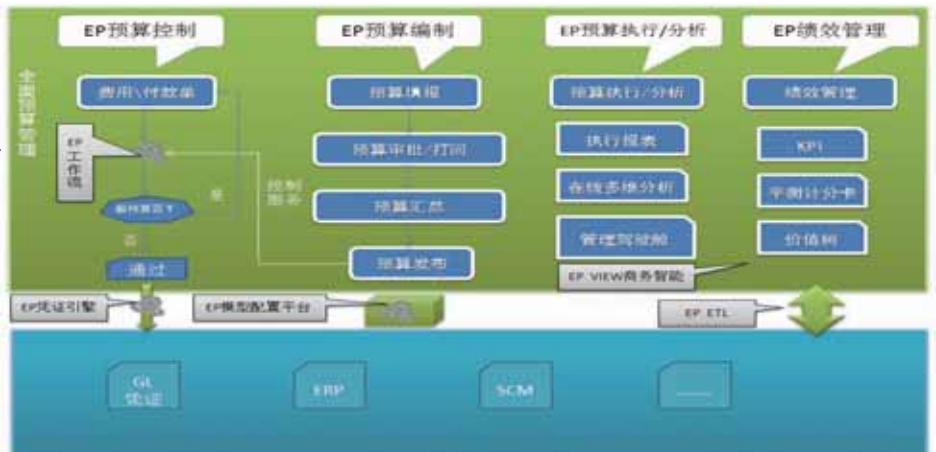 EP预算控制
EP预算编制
EP预算执行/分析
EP绩效管理
全面预算管理
费用\付款单
预算填报
预算执行/分析
绩效管理
EP
工
作
流
预算审批/打回
执行报表
KPI
控制
服务
是
预算汇总
在线多维分析
平衡计分卡
否
通过
预算发布
管理驾驶舱
价值树
EP VIEW商务智能
EP凭证引擎
EP模型配置平台
EP ETL
GL
凭证
ERP
SCM
......